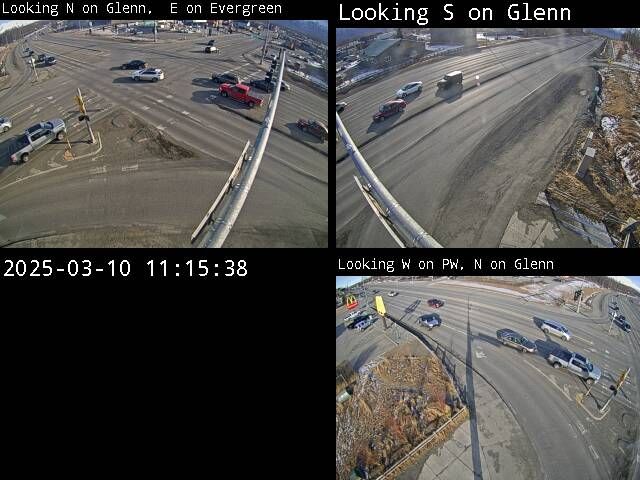 Looking N on Glenn,  E on Evergreen
Looking S on Glenn
2025-03-10 11:15:38
Looking W on PW, N on Glenn